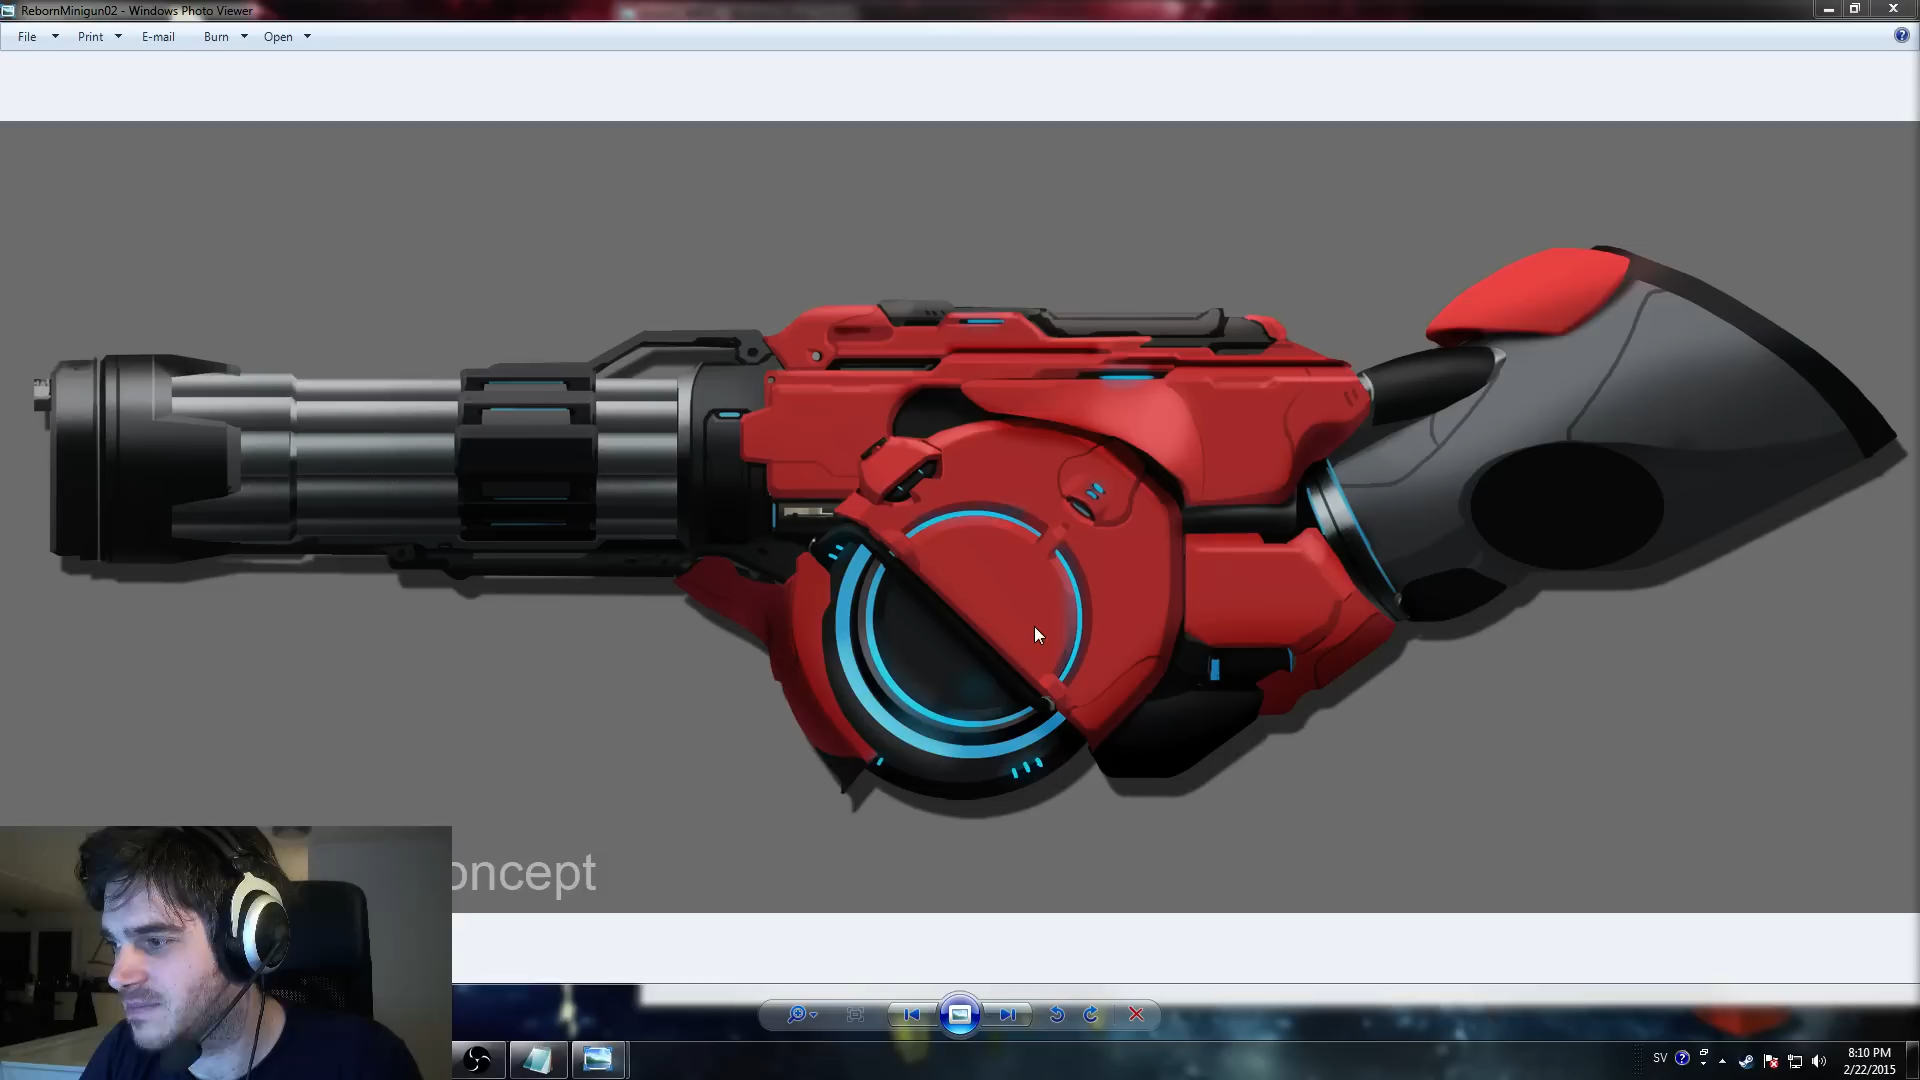 RebornMinigun02 - Windows Photo Viewer
File Print E-mail Burn Open
oncept
SV
8:10 PM
2/22/2015